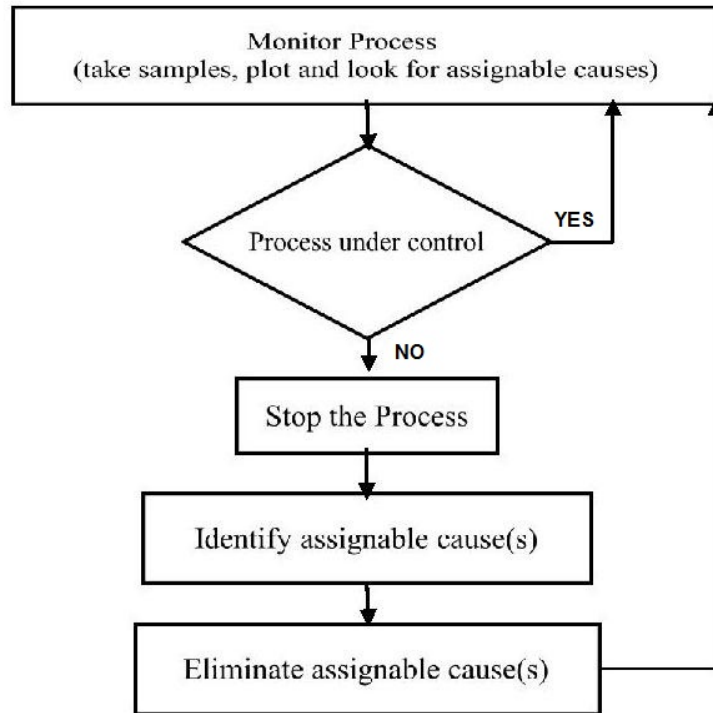 Monitor Process
(take samples, plot and look for assignable causes)
YES
Process under control
NO
Stop the Process
Identify assignable cause(s)
Eliminate assignable cause(s)